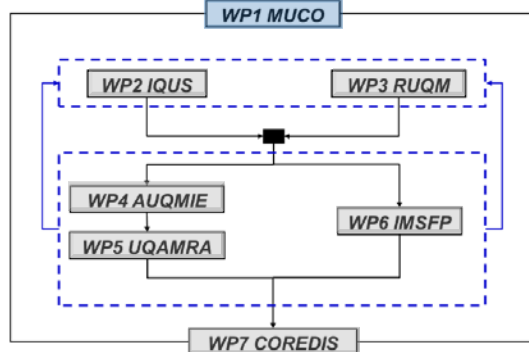 WP1 MUCO
WP2 IQUS
WP3 RUQM
WP4 AUQMIE
WP6 IMSFP
WP5 UQAMRA
WP7 COREDIS